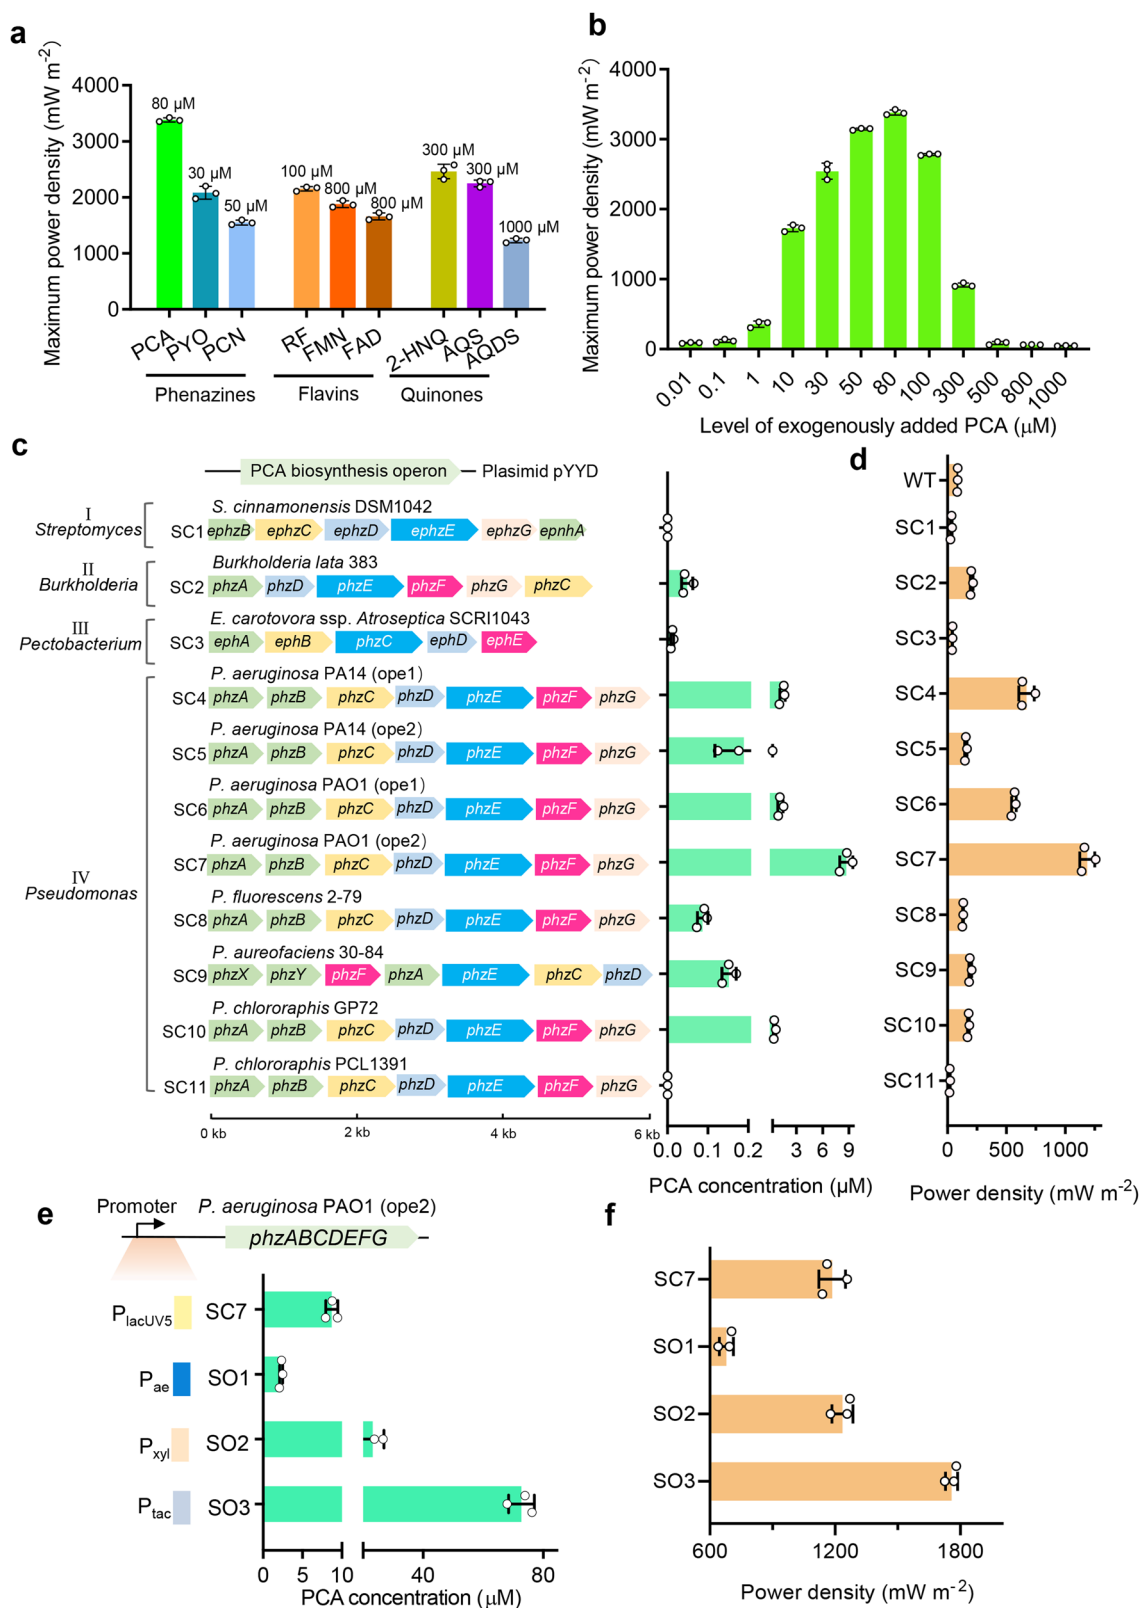 a
Maximum power density (mW m-2)
4000
3000
2000
1000
0
80 μM
30 μM
50 μM
100 μM
800 μM
800 μM
300 μM
300 μM
1000 μM
PCA
PYO
PCN
RF
FMN
FAD
2-HNQ
AQS
AQDS
Phenazines
Flavins
Quinones
b
Maximum power density (mW m-2)
4000
3000
2000
1000
0
0.01
0.1
1
10
30
50
80
100
300
500
800
1000
Level of exogenously added PCA (μM)
c
PCA biosynthesis operon
Plasimid pYYD
I
Streptomyces
S. cinnamonensis DSM1042
SC1 ephzB ephzC ephzD ephzE ephzG epnhA
II
Burkholderia
Burkholderia lata 383
SC2 phzA phzD phzE phzF phzG phzC
III
Pectobacterium
E. carotovora ssp. Atroseptica SCRI1043
SC3 ephA ephB phzC ephD ephE
IV
Pseudomonas
P. aeruginosa PA14 (ope1)
SC4 phzA phzB phzC phzD phzE phzF phzG
P. aeruginosa PA14 (ope2)
SC5 phzA phzB phzC phzD phzE phzF phzG
P. aeruginosa PAO1 (ope1)
SC6 phzA phzB phzC phzD phzE phzF phzG
P. aeruginosa PAO1 (ope2)
SC7 phzA phzB phzC phzD phzE phzF phzG
P. fluorescens 2-79
SC8 phzA phzB phzC phzD phzE phzF phzG
P. aureofaciens 30-84
SC9 phzX phzY phzF phzA phzE phzC phzD
P. chlororaphis GP72
SC10 phzA phzB phzC phzD phzE phzF phzG
P. chlororaphis PCL1391
SC11 phzA phzB phzC phzD phzE phzF phzG
0 kb 2 kb 4 kb 6 kb
0.0 0.1 0.2 3 6 9
PCA concentration (μM)
d
WT
SC1
SC2
SC3
SC4
SC5
SC6
SC7
SC8
SC9
SC10
SC11
0 500 1000
Power density (mW m-2)
e
Promoter
P. aeruginosa PAO1 (ope2)
phzABCDEFG
PlacUV5 SC7
Pae SO1
Pxyl SO2
Ptac SO3
0 5 10 40 80
PCA concentration (μM)
f
SC7
SO1
SO2
SO3
600 1200 1800
Power density (mW m-2)